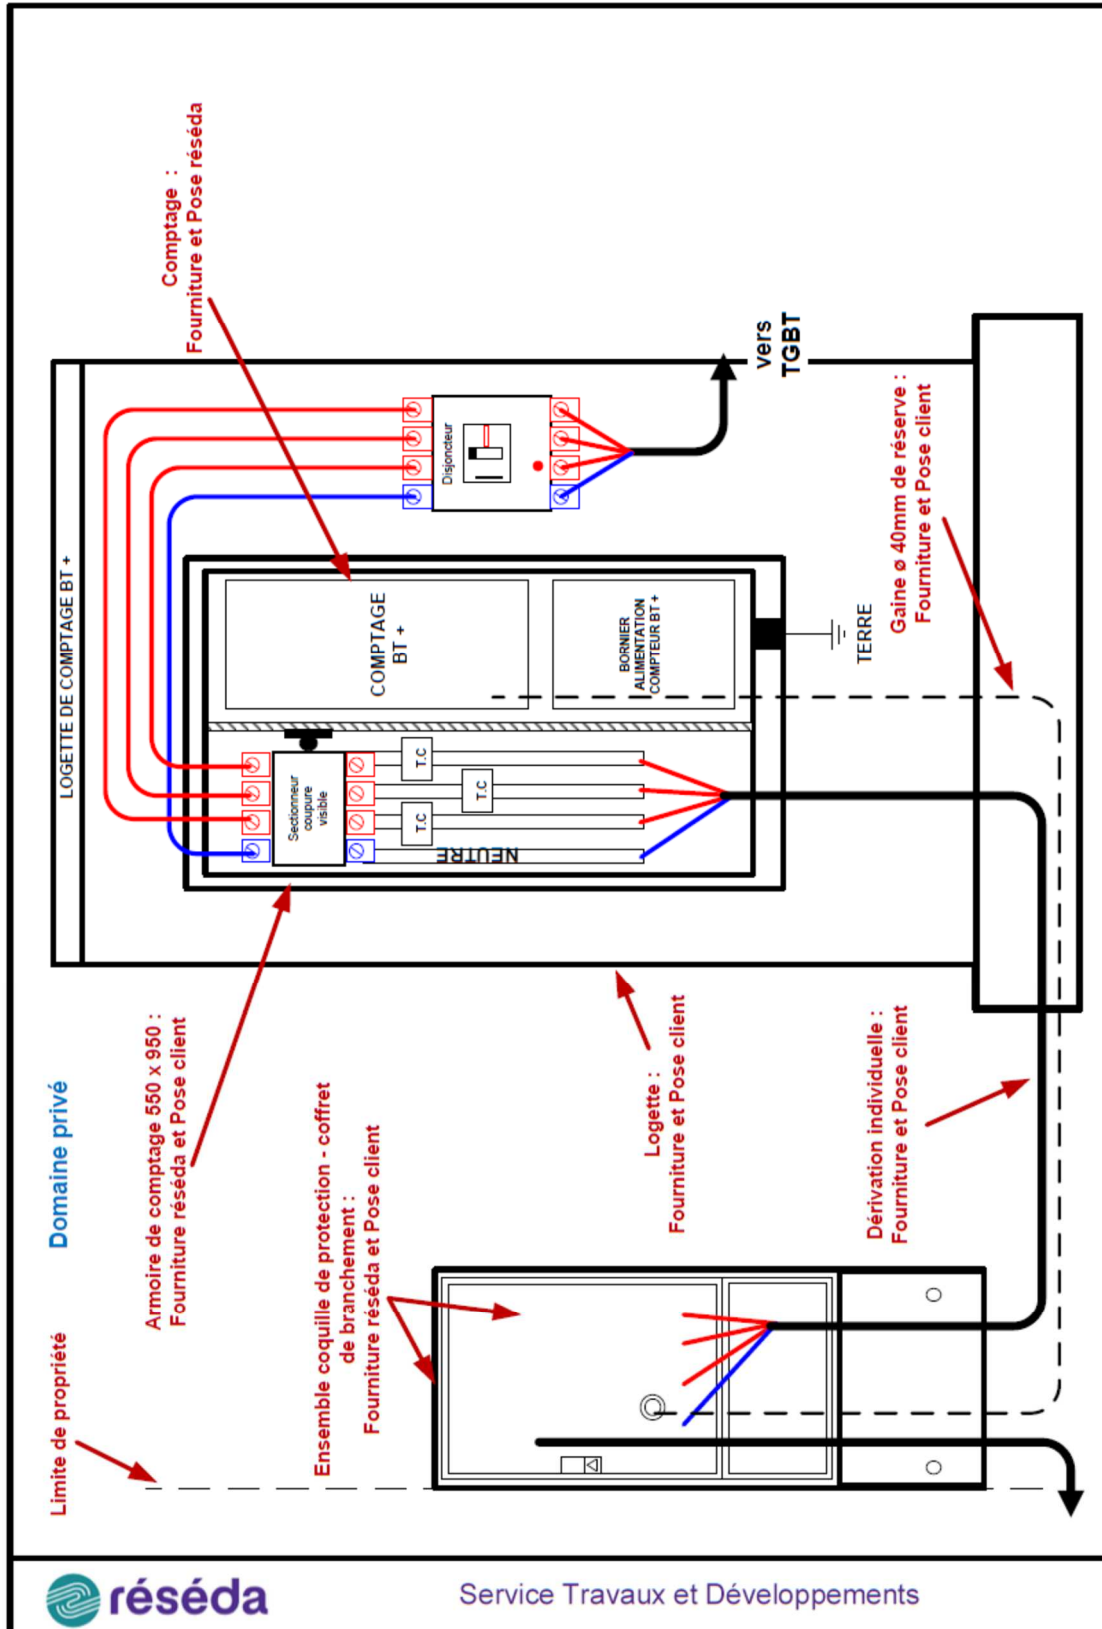 Limite de propriété
Domaine privé
Armoire de comptage 550 x 950 :
Fourniture réséda et Pose client
Ensemble coquille de protection - coffret
de branchement :
Fourniture réséda et Pose client
LOGETTE DE COMPTAGE BT +
Comptage :
Fourniture et Pose réséda
Sectionneur
coupure
visible
T.C
T.C
T.C
NEUTRE
COMPTAGE
BT +
BORNIER
ALIMENTATION
COMPTEUR BT +
Disjoncteur
vers
TGBT
TERRE
Logette :
Fourniture et Pose client
Dérivation individuelle :
Fourniture et Pose client
Gaine ø 40mm de réserve :
Fourniture et Pose client
réséda
Service Travaux et Développements